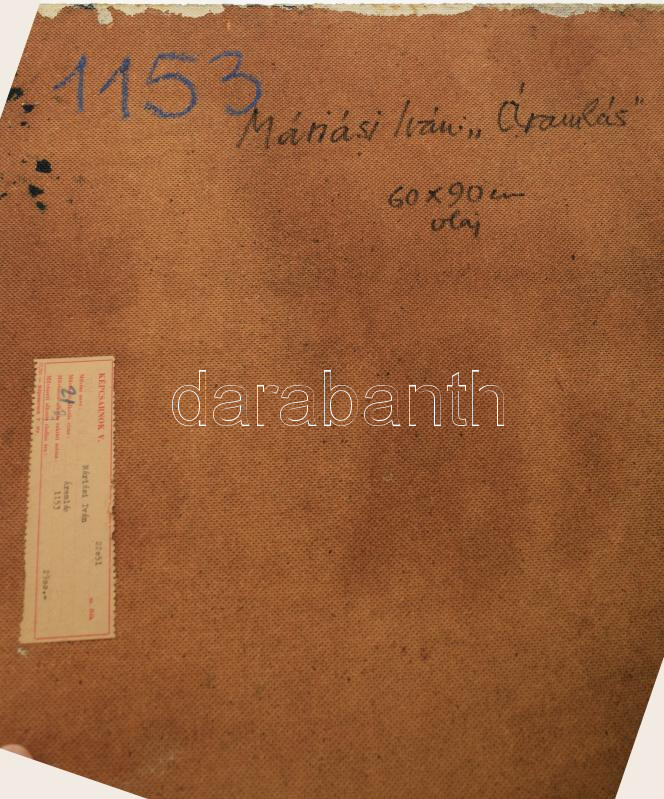 1153
Máriási Iván: „Áramlás"
60 x 90 cm
olaj
darabanth
KÉPCSARNOK V.
Máriási Iván
Áramlás
1153